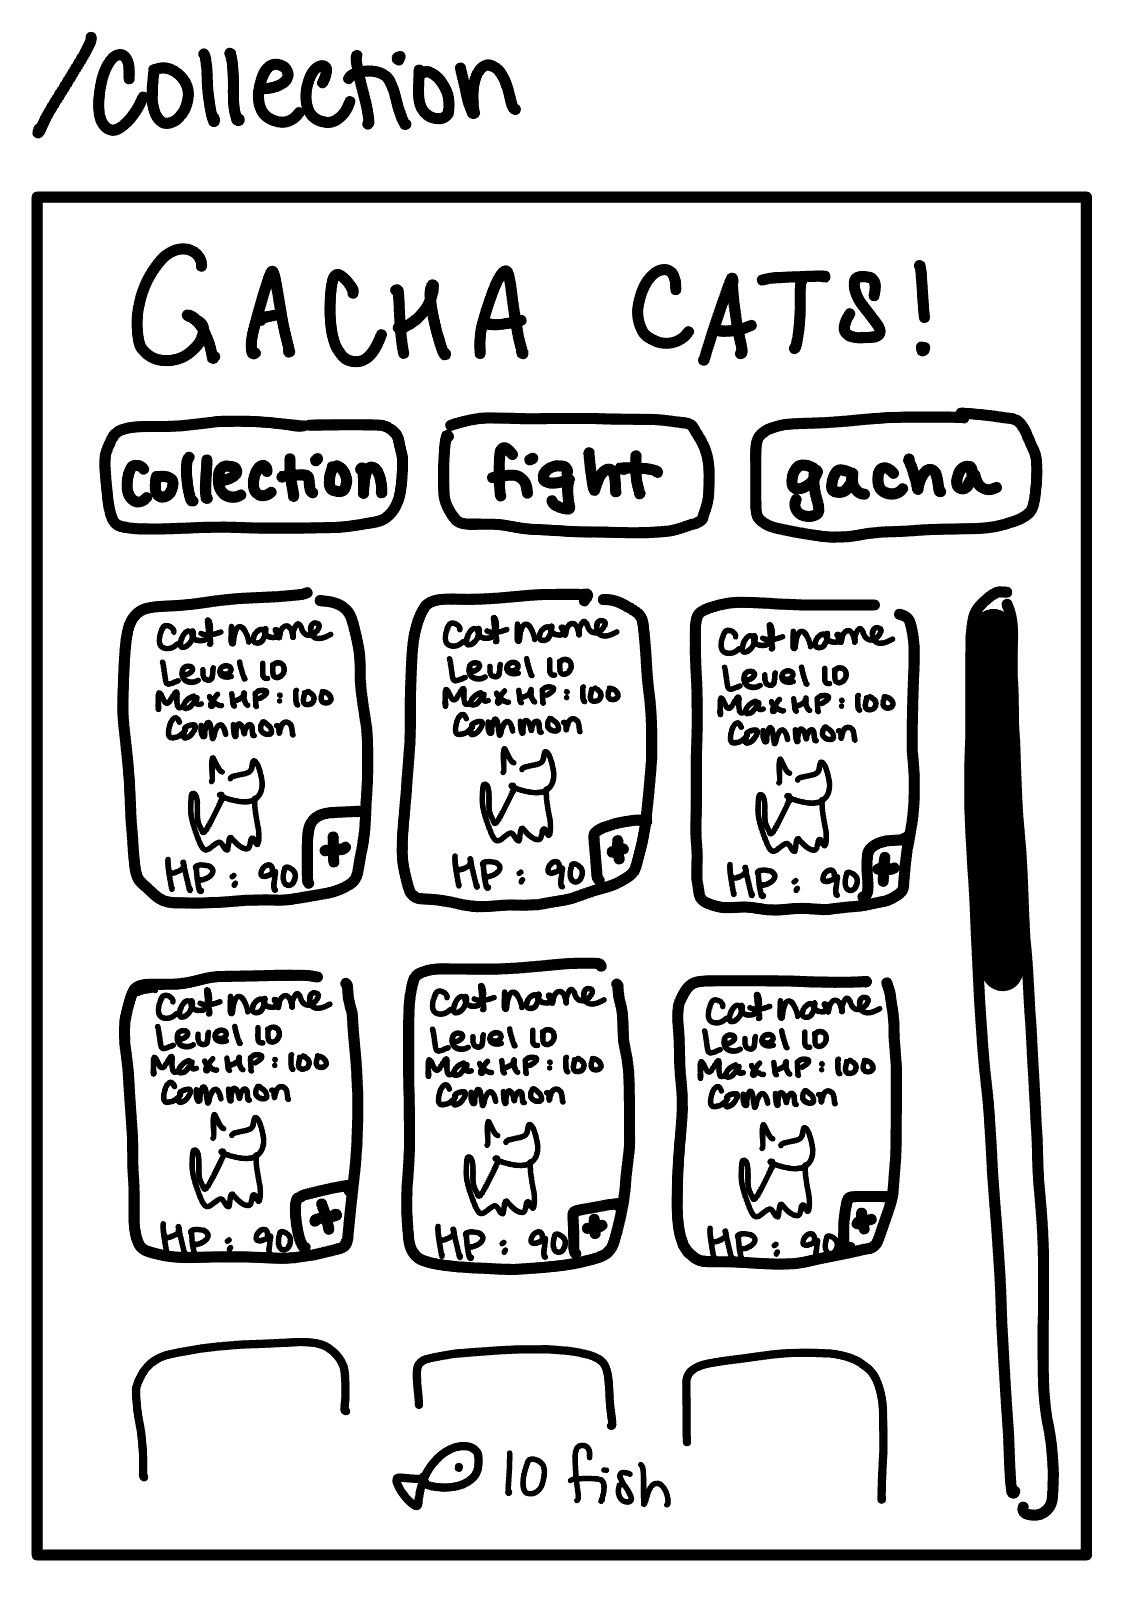 /collection
GACHA CATS!
collection fight gacha
Cat name Cat name Cat name
Level 10 Level 10 Level 10
Max HP: 100 Max HP: 100 Max HP: 100
Common Common Common
+ + +
HP: 90 HP: 90 HP: 90
Cat name Cat name Cat name
Level 10 Level 10 Level 10
Max HP: 100 Max HP: 100 Max HP: 100
Common Common Common
+ + +
HP: 90 HP: 90 HP: 90
10 fish